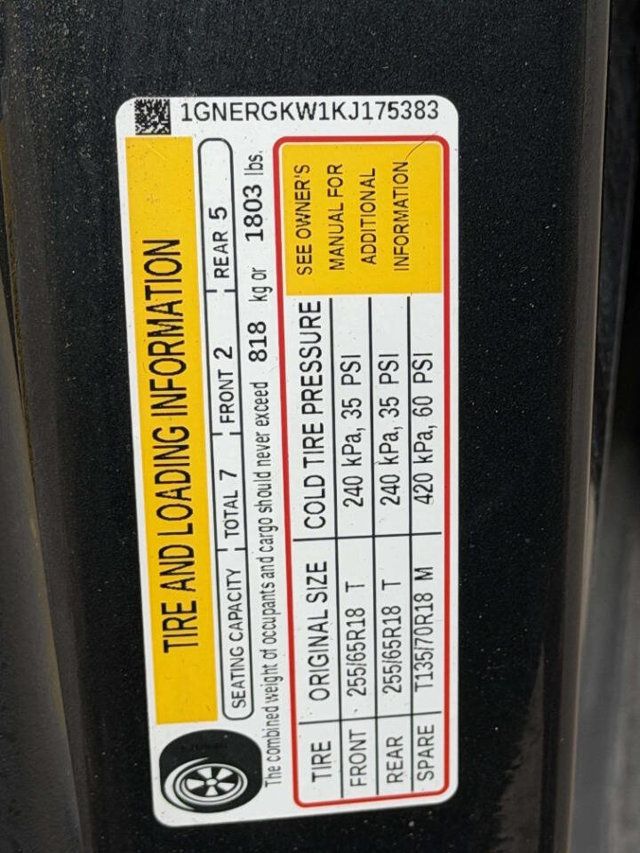 1GNERGKW1KJ175383
TIRE AND LOADING INFORMATION
SEATING CAPACITY TOTAL 7 FRONT 2 REAR 5
The combined weight of occupants and cargo should never exceed 818 kg or 1803 lbs.
TIRE ORIGINAL SIZE COLD TIRE PRESSURE
FRONT 255/65R18 T 240 kPa, 35 PSI
REAR 255/65R18 T 240 kPa, 35 PSI
SPARE T135/70R18 M 420 kPa, 60 PSI
SEE OWNER'S
MANUAL FOR
ADDITIONAL
INFORMATION